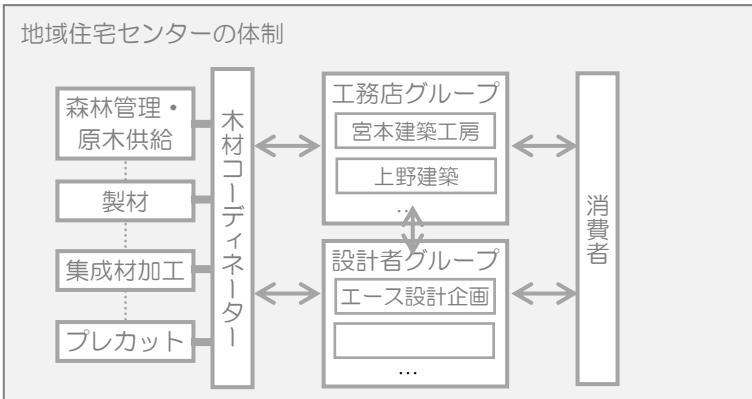 地域住宅センターの体制
森林管理・
原木供給
製材
集成材加工
プレカット
木材コーディネーター
工務店グループ
宮本建築工房
上野建築
…
設計者グループ
エース設計企画
…
消費者